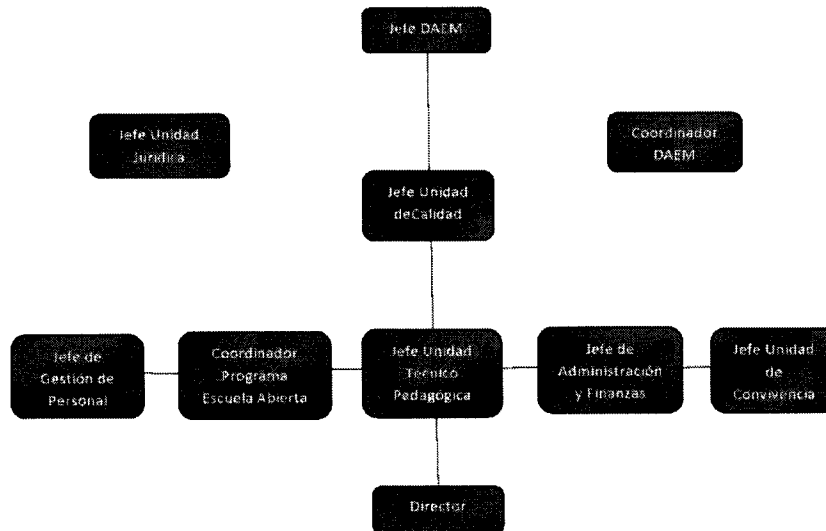 Jefe DAEM
Jefe Unidad
Jurídica
Coordinador
DAEM
Jefe Unidad
deCalidad
Jefe de
Gestión de
Personal
Coordinador
Programa
Escuela Abierta
Jefe Unidad
Técnico
Pedagógica
Jefe de
Administración
y Finanzas
Jefe Unidad
de
Convivencia
Director